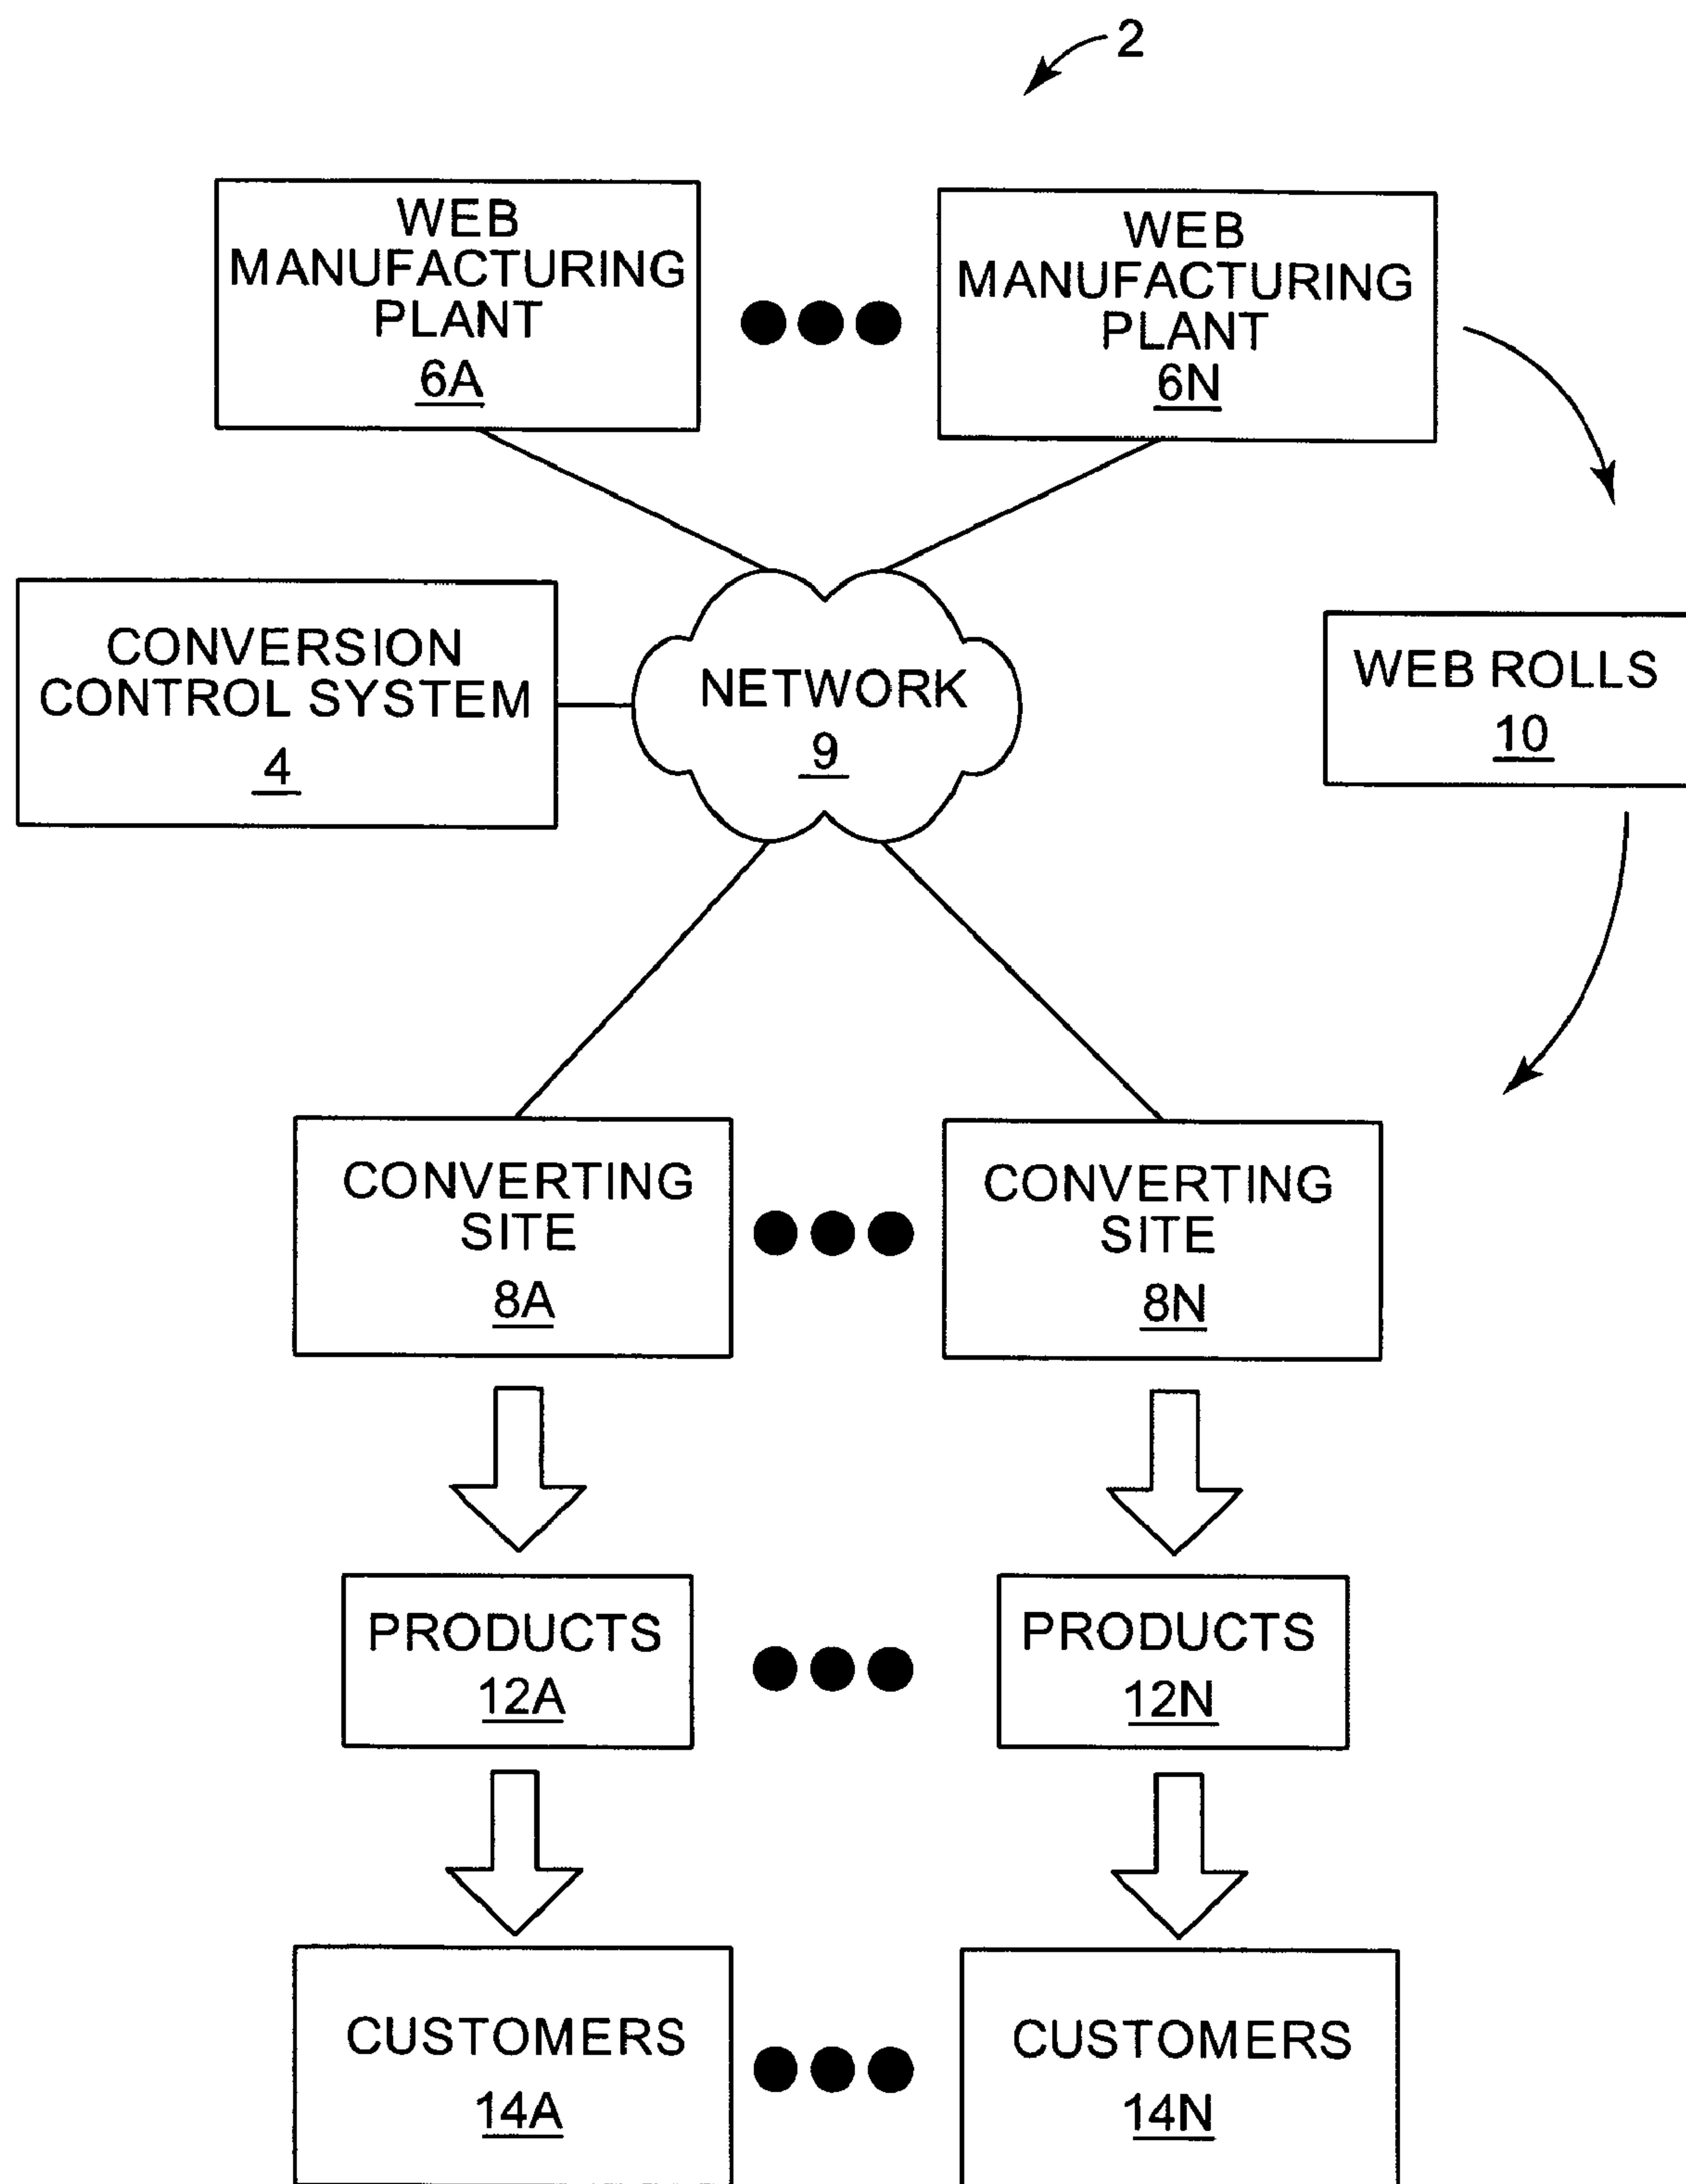 2
WEB
MANUFACTURING
PLANT
6A
WEB
MANUFACTURING
PLANT
6N
CONVERSION
CONTROL SYSTEM
4
NETWORK
9
WEB ROLLS
10
CONVERTING
SITE
8A
CONVERTING
SITE
8N
PRODUCTS
12A
PRODUCTS
12N
CUSTOMERS
14A
CUSTOMERS
14N